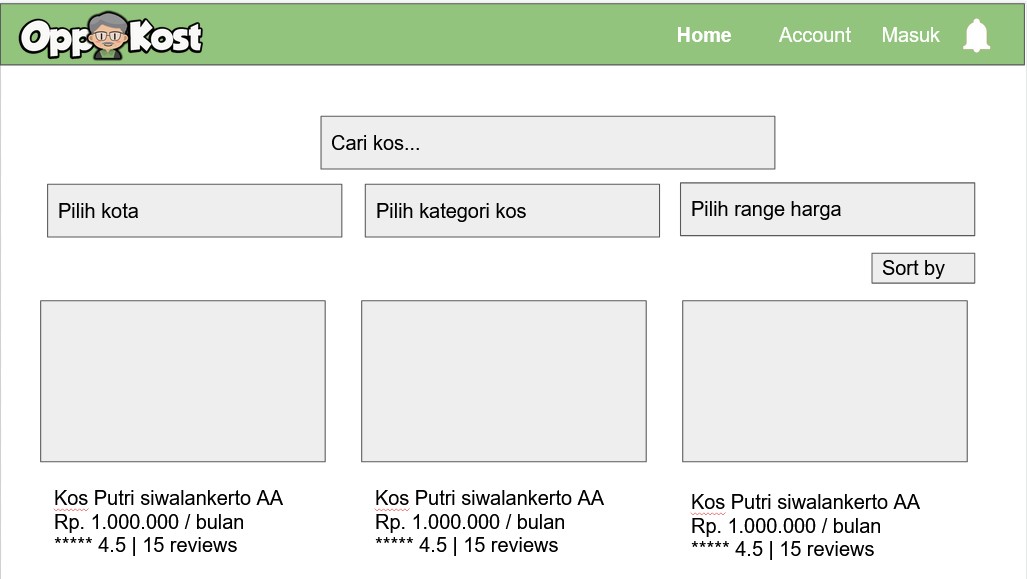 Opp Kost
Home Account Masuk
Cari kos...
Pilih kota
Pilih kategori kos
Pilih range harga
Sort by
Kos Putri siwalankerto AA
Rp. 1.000.000 / bulan
***** 4.5 | 15 reviews
Kos Putri siwalankerto AA
Rp. 1.000.000 / bulan
***** 4.5 | 15 reviews
Kos Putri siwalankerto AA
Rp. 1.000.000 / bulan
***** 4.5 | 15 reviews